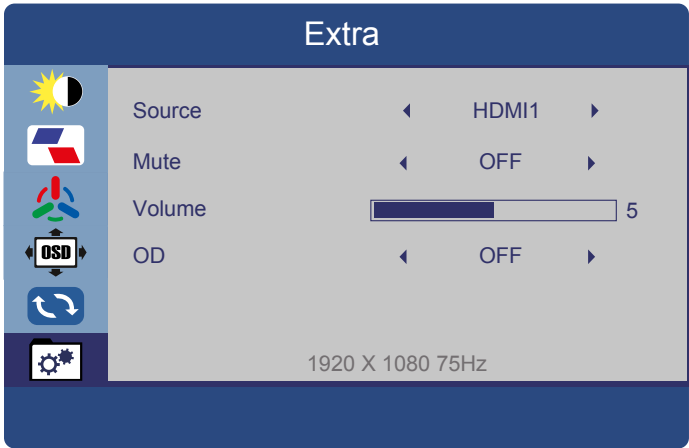 Extra
Source HDMI1
Mute OFF
Volume 5
OSD
OD OFF
1920 X 1080 75Hz